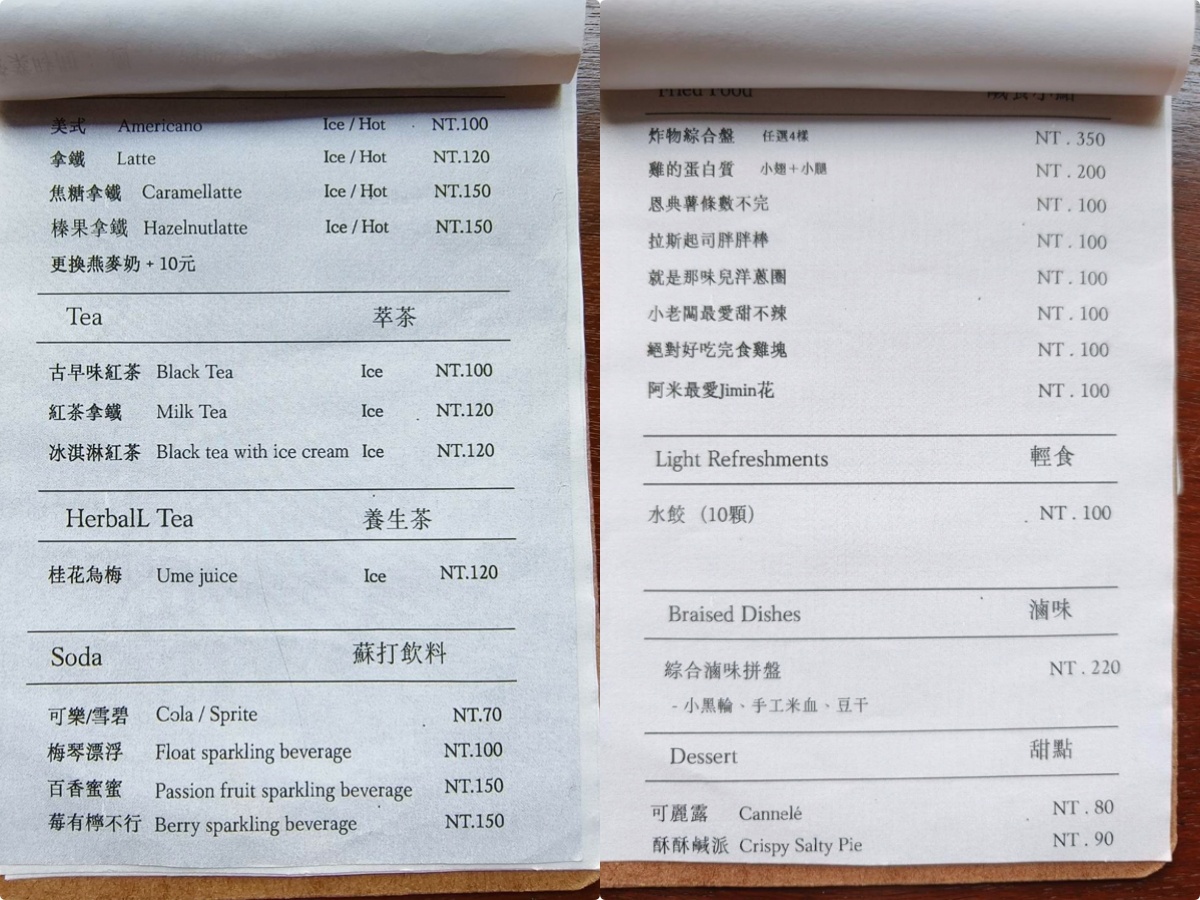 美式 Americano Ice / Hot NT.100
拿鐵 Latte Ice / Hot NT.120
焦糖拿鐵 Caramellatte Ice / Hot NT.150
榛果拿鐵 Hazelnutlatte Ice / Hot NT.150
更換燕麥奶 + 10元
Tea 萃茶
古早味紅茶 Black Tea Ice NT.100
紅茶拿鐵 Milk Tea Ice NT.120
冰淇淋紅茶 Black tea with ice cream Ice NT.120
HerbalL Tea 養生茶
桂花烏梅 Ume juice Ice NT.120
Soda 蘇打飲料
可樂/雪碧 Cola / Sprite NT.70
梅琴漂浮 Float sparkling beverage NT.100
百香蜜蜜 Passion fruit sparkling beverage NT.150
莓有檸不行 Berry sparkling beverage NT.150
Fried Food 鹹食小點
炸物綜合盤 任選4樣 NT . 350
雞的蛋白質 小翅＋小腿 NT . 200
恩典薯條數不完 NT . 100
拉斯起司胖胖棒 NT . 100
就是那味兒洋蔥圈 NT . 100
小老闆最愛甜不辣 NT . 100
絕對好吃完食雞塊 NT . 100
阿米最愛Jimin花 NT . 100
Light Refreshments 輕食
水餃（10顆） NT . 100
Braised Dishes 滷味
綜合滷味拼盤 NT . 220
- 小黑輪、手工米血、豆干
Dessert 甜點
可麗露 Cannelé NT . 80
酥酥鹹派 Crispy Salty Pie NT . 90